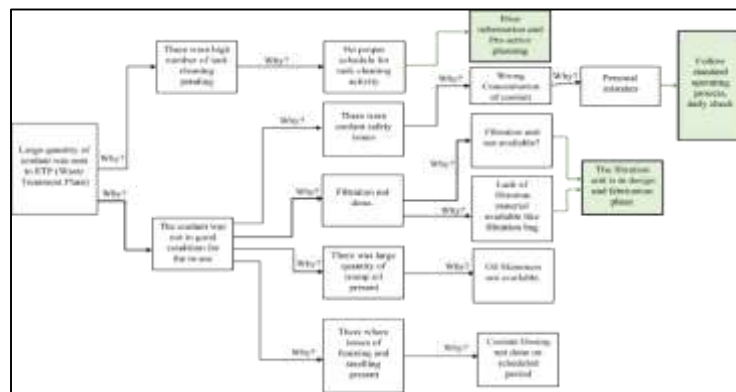 There were high
number of tank
cleaning
pending
Why?
No proper
schedule for
tank cleaning
activity
Prior
information and
Pro-active
planning
Why?
Large quantity of
coolant was sent
to ETP (Waste
Treatment Plant)
There were
coolant safety
issues
Why?
Wrong
Concentration
of coolant
Why?
Personal
mistakes
Follow
standard
operating
process,
daily check
Why?
Why?
The coolant was
not in good
condition for
the re-use
Why?
Filtration not
done
Why?
Filtration unit
not available?
Why?
Lack of
filtration
material
available like
filtration bag
The filtration
unit is in design
and fabrication
phase
Why?
There was large
quantity of
tramp oil
present
Why?
Oil Skimmers
not available
Why?
There where
issues of
foaming and
smelling
present
Why?
Coolant Dosing
not done on
scheduled
period